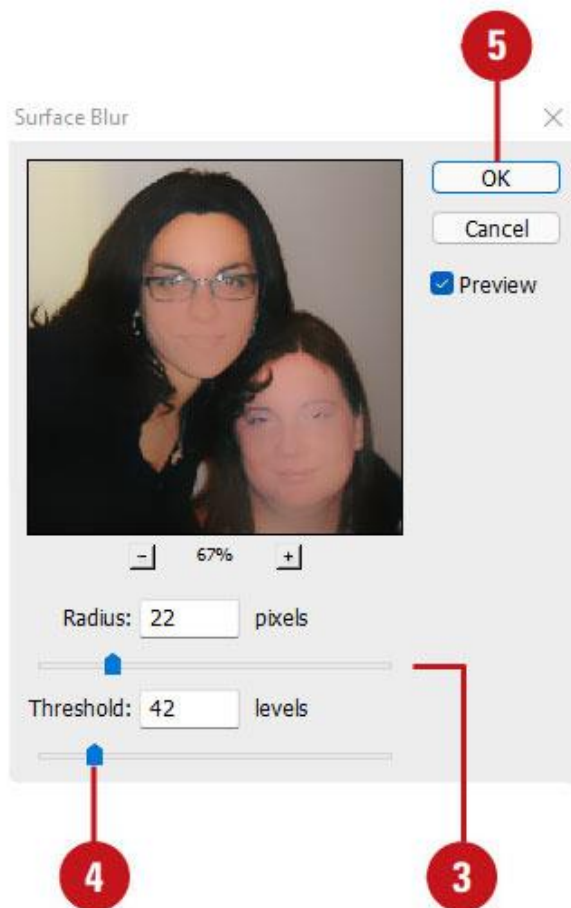 5
Surface Blur
OK
Cancel
Preview
- 67% +
Radius: 22 pixels
Threshold: 42 levels
4 3